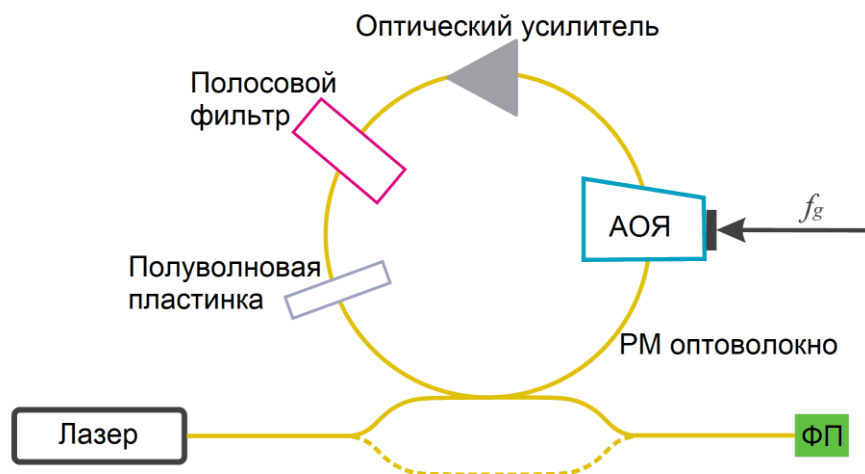 Оптический усилитель
Полосовой
фильтр
АОЯ
fg
Полуволновая
пластинка
РМ оптоволокно
Лазер
ФП